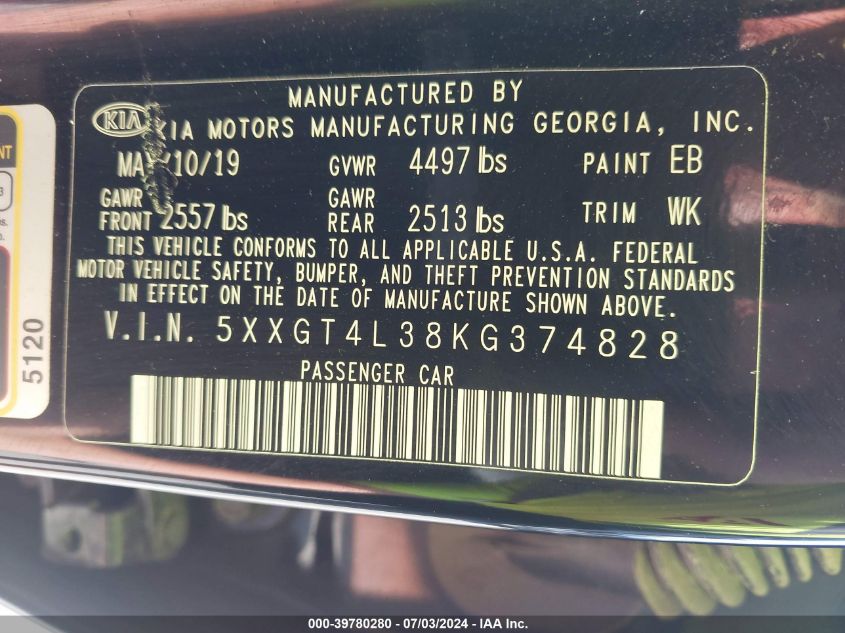 MANUFACTURED BY
KIA KIA MOTORS MANUFACTURING GEORGIA, INC.
MAY/10/19 GVWR 4497 lbs PAINT EB
GAWR FRONT 2557 lbs GAWR REAR 2513 lbs TRIM WK
THIS VEHICLE CONFORMS TO ALL APPLICABLE U.S.A. FEDERAL
MOTOR VEHICLE SAFETY, BUMPER, AND THEFT PREVENTION STANDARDS
IN EFFECT ON THE DATE OF MANUFACTURE SHOWN ABOVE.
V.I.N. 5XXGT4L38KG374828
PASSENGER CAR
5120
000-39780280 - 07/03/2024 - IAA Inc.